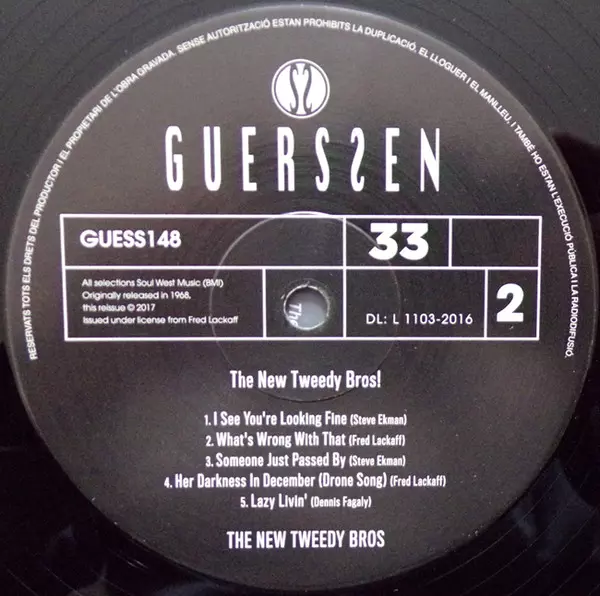 RESERVATS TOTS ELS DRETS DEL PRODUCTOR I EL PROPIETARI DE L'OBRA GRAVADA. SENSE AUTORITZACIÓ ESTAN PROHIBITS LA DUPLICACIÓ, EL LLOGUER I EL MANLLEU, I TAMBÉ HO ESTAN L'EXECUCIÓ PÚBLICA I LA RADIODIFUSIÓ.
GUERSSEN
GUESS148
33
All selections Soul West Music (BMI)
Originally released in 1968,
this reissue © 2017
Issued under license from Fred Lackaff
Th
DL: L 1103-2016
2
The New Tweedy Bros!
1. I See You're Looking Fine (Steve Ekman)
2. What's Wrong With That (Fred Lackaff)
3. Someone Just Passed By (Steve Ekman)
4. Her Darkness In December (Drone Song) (Fred Lackaff)
5. Lazy Livin' (Dennis Fagaly)
THE NEW TWEEDY BROS